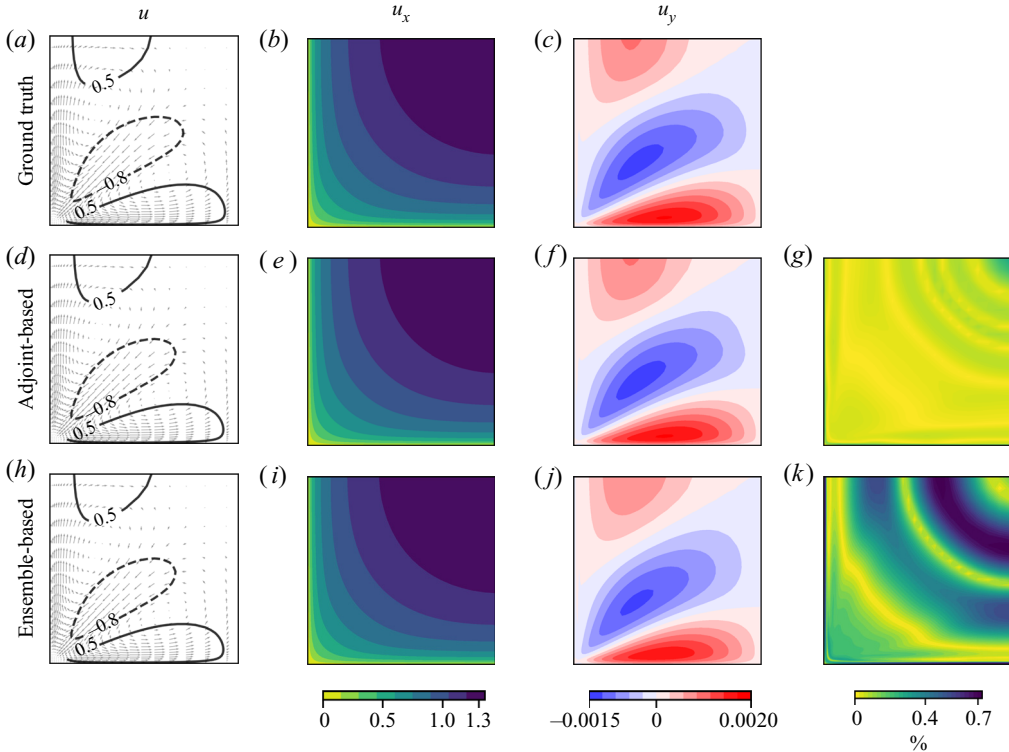 u u_x u_y
(a) (b) (c)
Ground truth
0.5
−0.8
0.5
(d) (e) (f) (g)
Adjoint-based
0.5
−0.8
0.5
(h) (i) (j) (k)
Ensemble-based
0.5
−0.8
0.5
0 0.5 1.0 1.3 −0.0015 0 0.0020 0 0.4 0.7
%